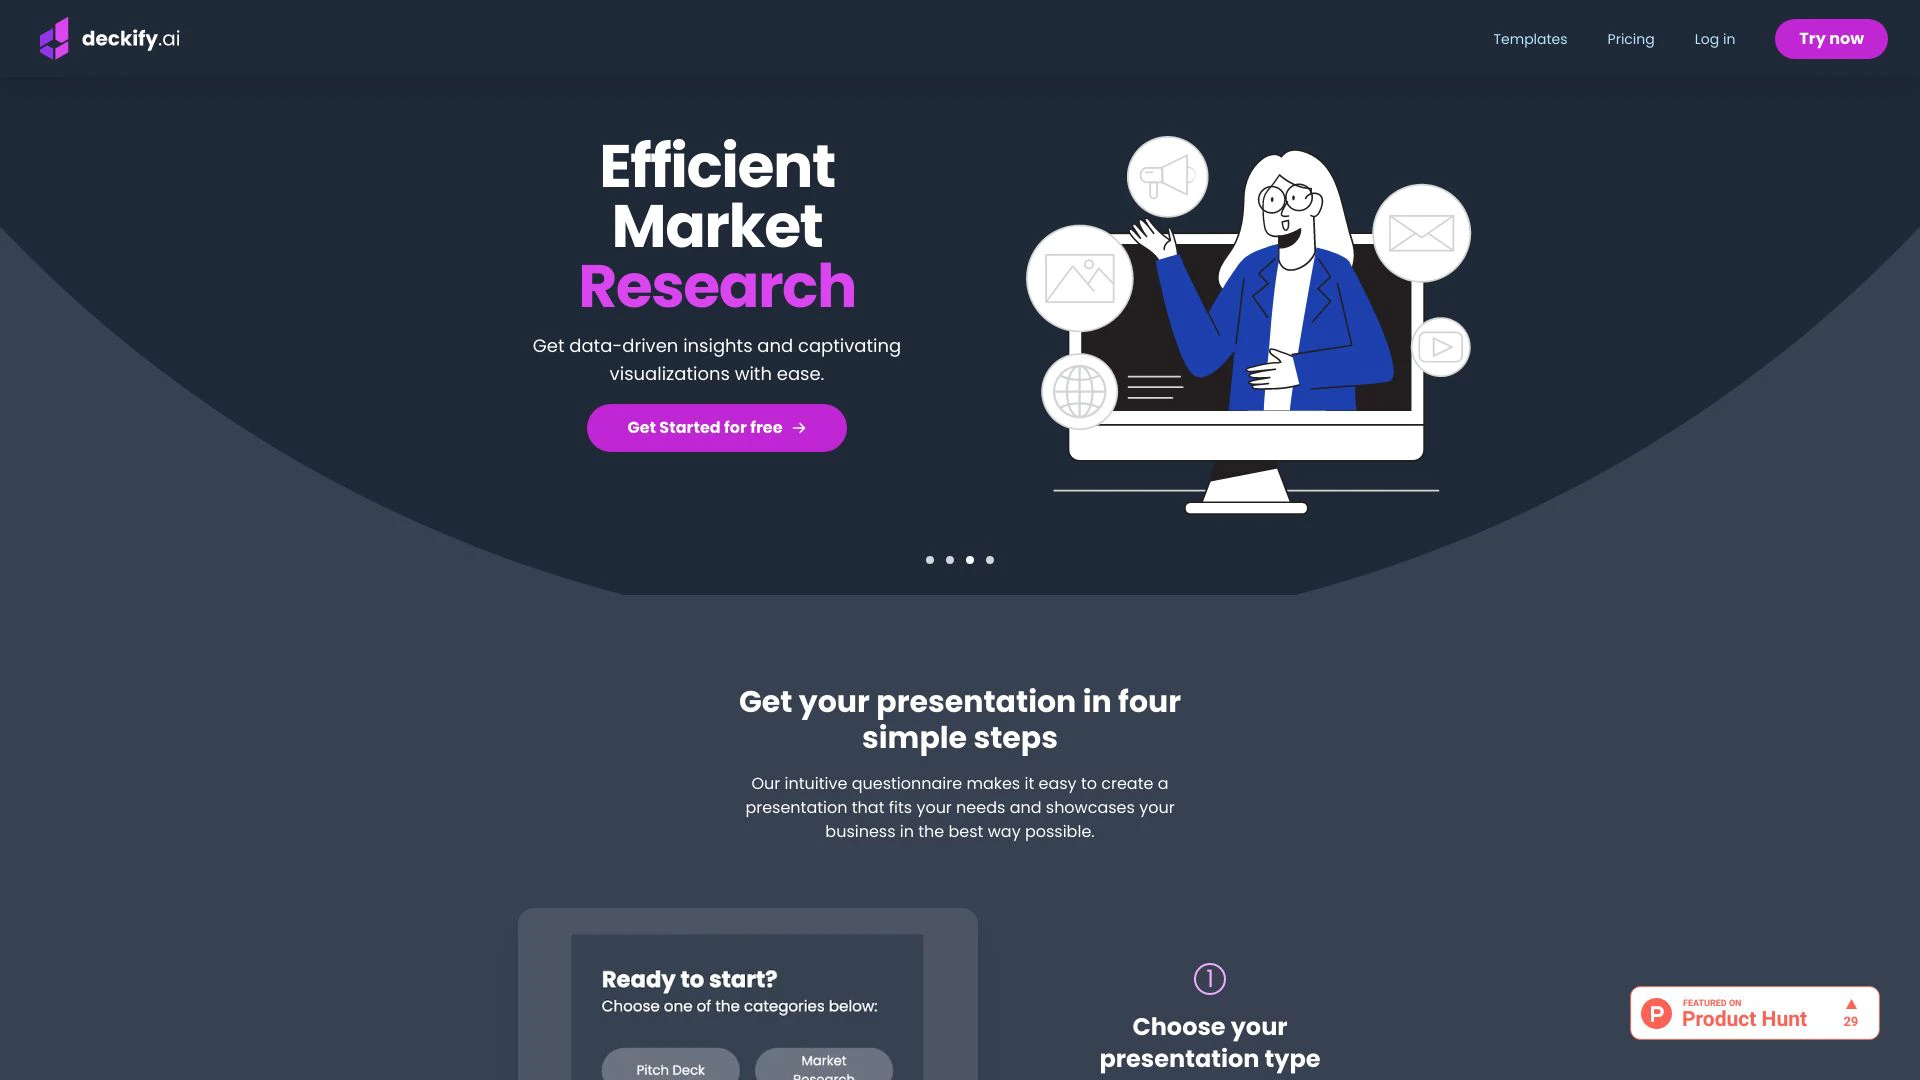 deckify.ai
Templates
Pricing
Log in
Try now
Efficient
Market
Research
Get data-driven insights and captivating
visualizations with ease.
Get Started for free →
Get your presentation in four
simple steps
Our intuitive questionnaire makes it easy to create a
presentation that fits your needs and showcases your
business in the best way possible.
Ready to start?
Choose one of the categories below:
Pitch Deck
Market
Research
1
Choose your
presentation type
FEATURED ON
Product Hunt
▲
29